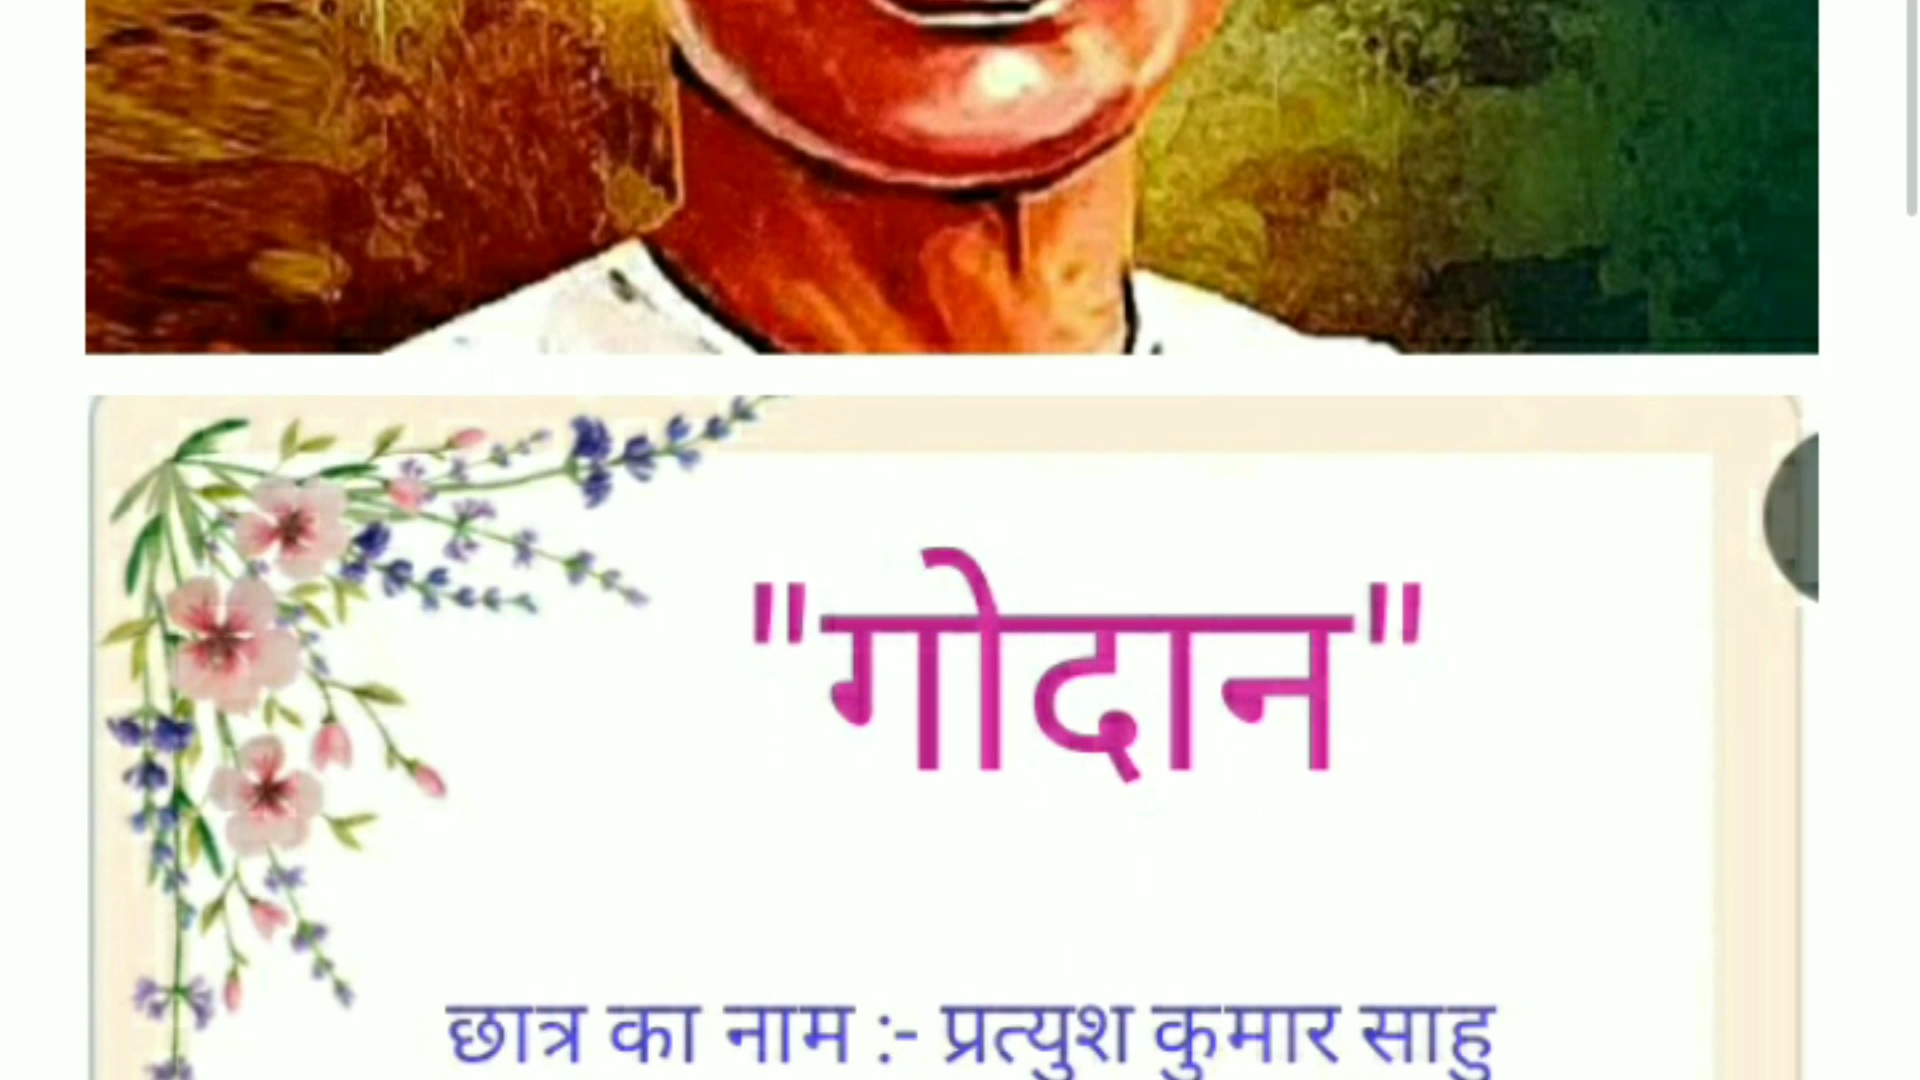 "गोदान"
छात्र का नाम :- प्रत्युश कुमार साहु